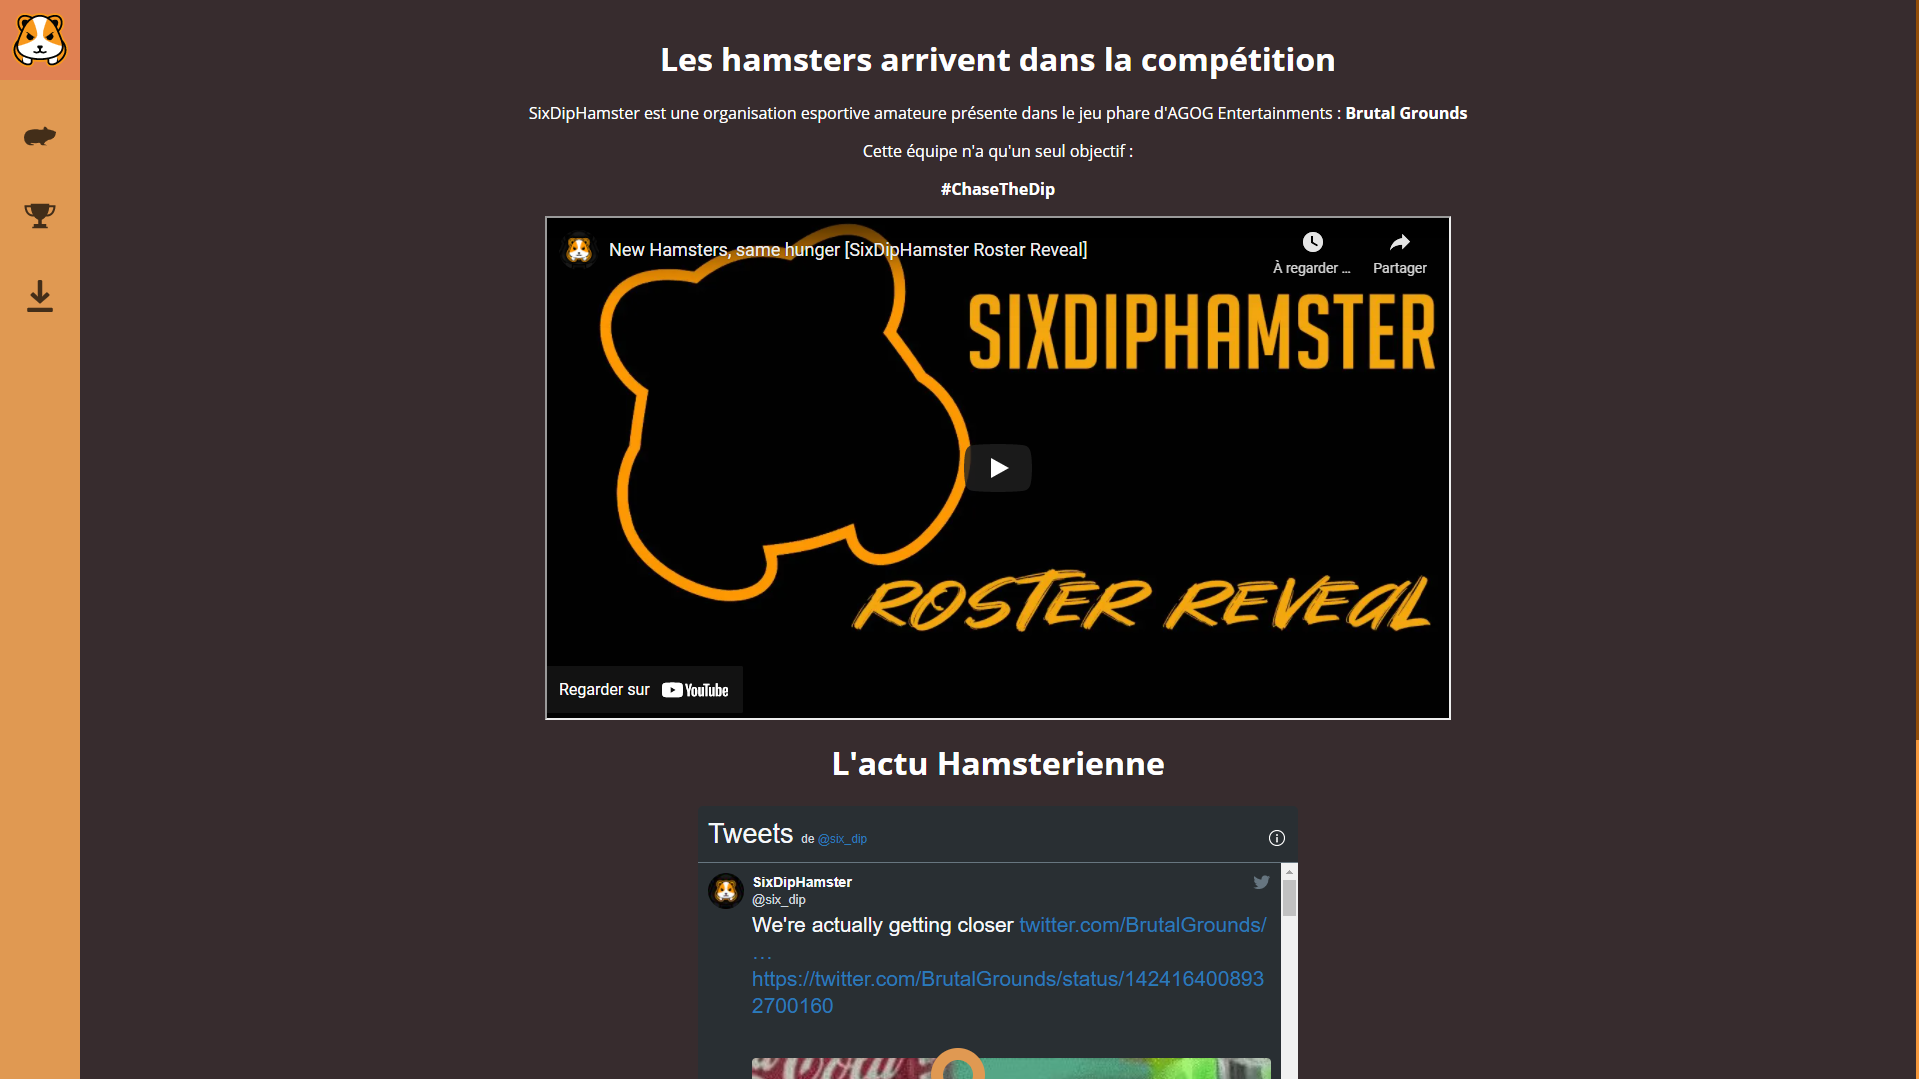 Les hamsters arrivent dans la compétition
SixDipHamster est une organisation esportive amateure présente dans le jeu phare d'AGOG Entertainments : Brutal Grounds
Cette équipe n'a qu'un seul objectif :
#ChaseTheDip
New Hamsters, same hunger [SixDipHamster Roster Reveal]
À regarder ...
Partager
SIXDIPHAMSTER
ROSTER REVEAL
Regarder sur YouTube
L'actu Hamsterienne
Tweets de @six_dip
SixDipHamster
@six_dip
We're actually getting closer twitter.com/BrutalGrounds/
…
https://twitter.com/BrutalGrounds/status/142416400893
2700160
Coca